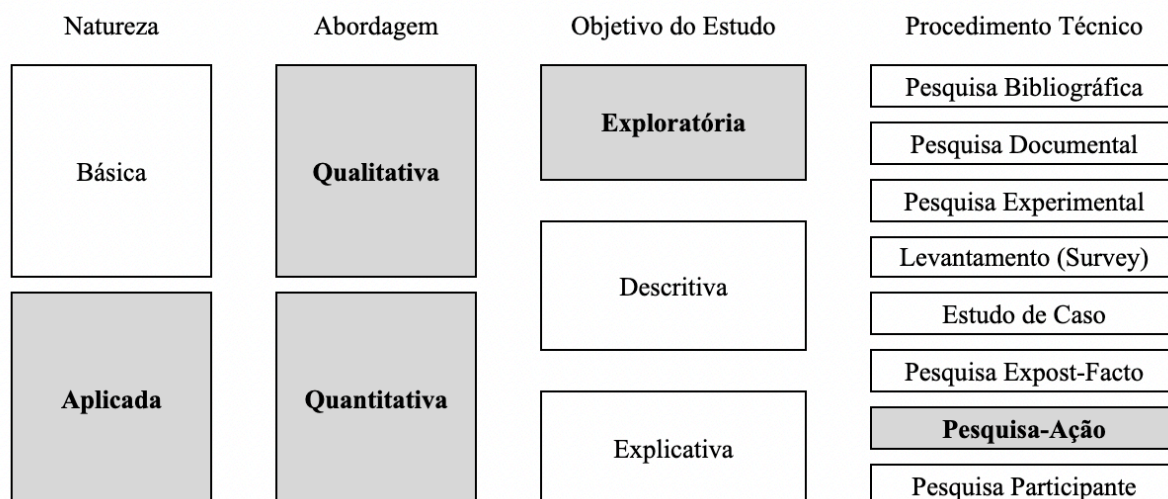 Natureza
Abordagem
Objetivo do Estudo
Procedimento Técnico
Básica
Aplicada
Qualitativa
Quantitativa
Exploratória
Descritiva
Explicativa
Pesquisa Bibliográfica
Pesquisa Documental
Pesquisa Experimental
Levantamento (Survey)
Estudo de Caso
Pesquisa Expost-Facto
Pesquisa-Ação
Pesquisa Participante